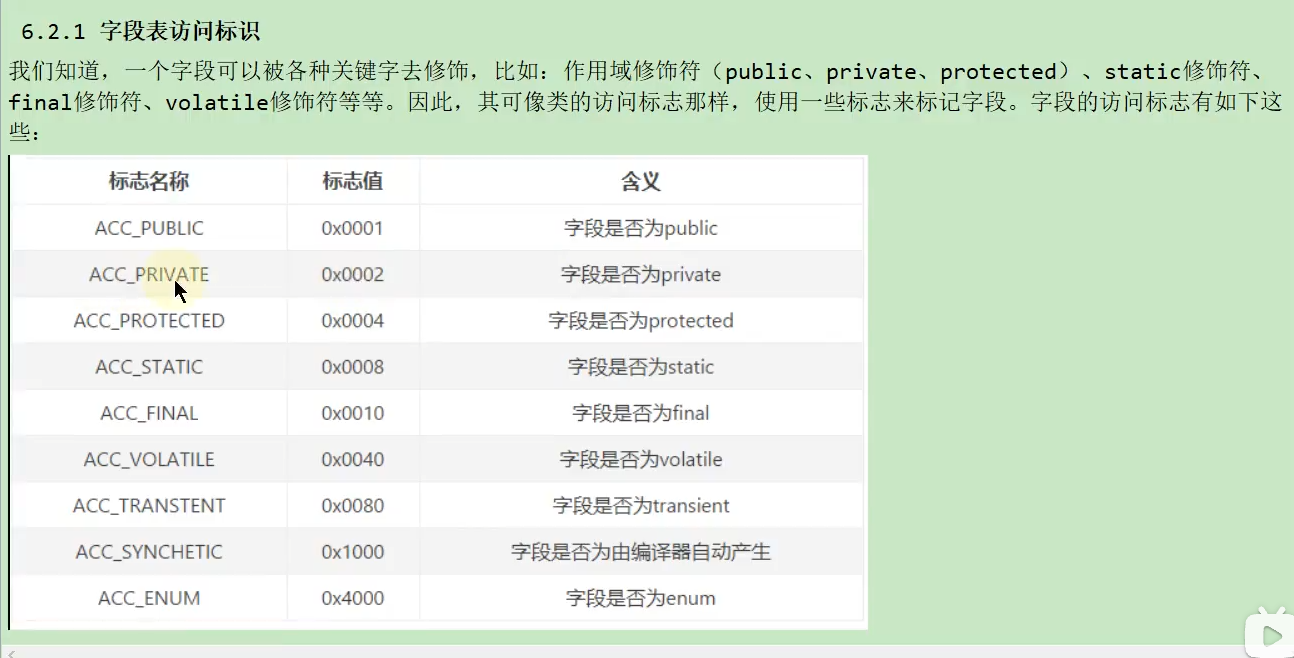 6.2.1 字段表访问标识
我们知道，一个字段可以被各种关键字去修饰，比如：作用域修饰符（public、private、protected）、static修饰符、
final修饰符、volatile修饰符等等。因此，其可像类的访问标志那样，使用一些标志来标记字段。字段的访问标志有如下这
些：
标志名称 标志值 含义
ACC_PUBLIC 0x0001 字段是否为public
ACC_PRIVATE 0x0002 字段是否为private
ACC_PROTECTED 0x0004 字段是否为protected
ACC_STATIC 0x0008 字段是否为static
ACC_FINAL 0x0010 字段是否为final
ACC_VOLATILE 0x0040 字段是否为volatile
ACC_TRANSTENT 0x0080 字段是否为transient
ACC_SYNCHETIC 0x1000 字段是否为由编译器自动产生
ACC_ENUM 0x4000 字段是否为enum